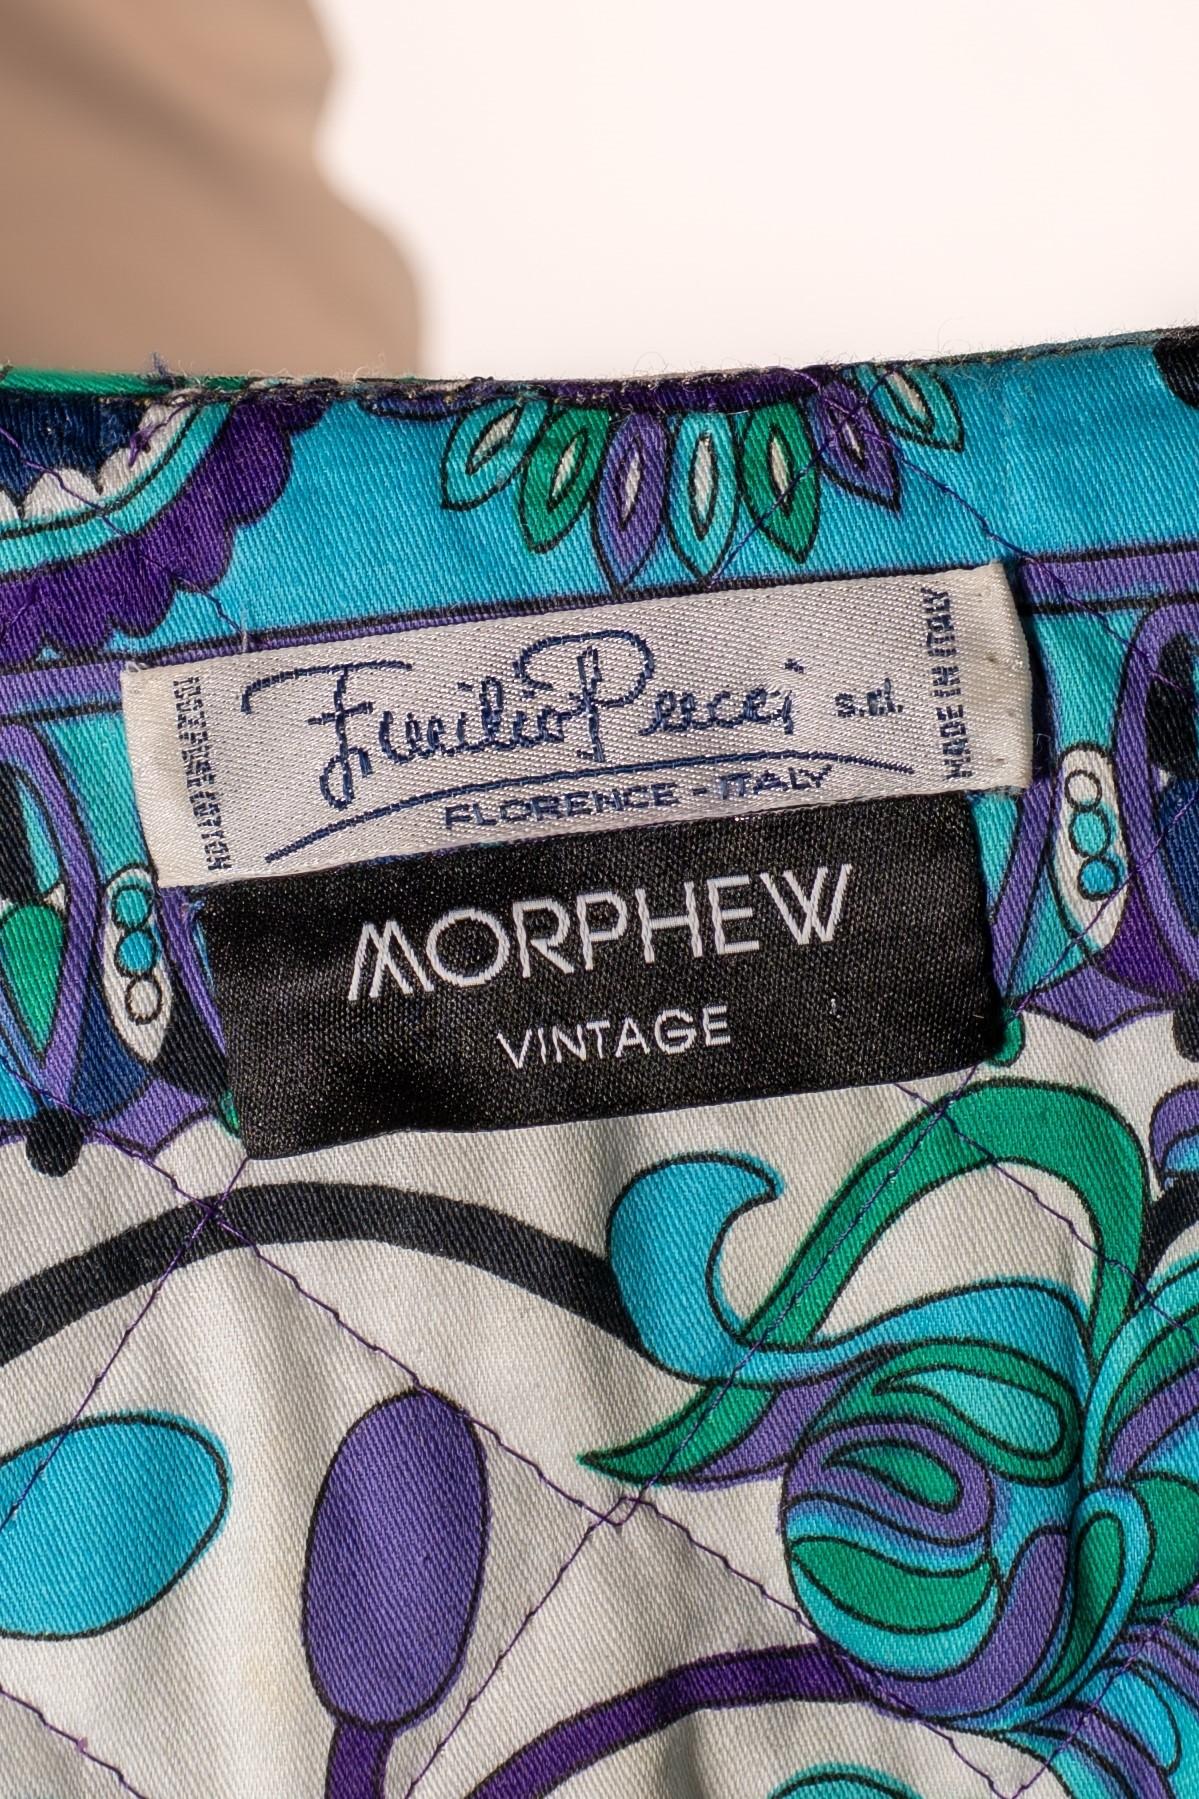 Emilio Pucci s.r.l.
FLORENCE - ITALY
MADE IN ITALY
MORPHEW
VINTAGE